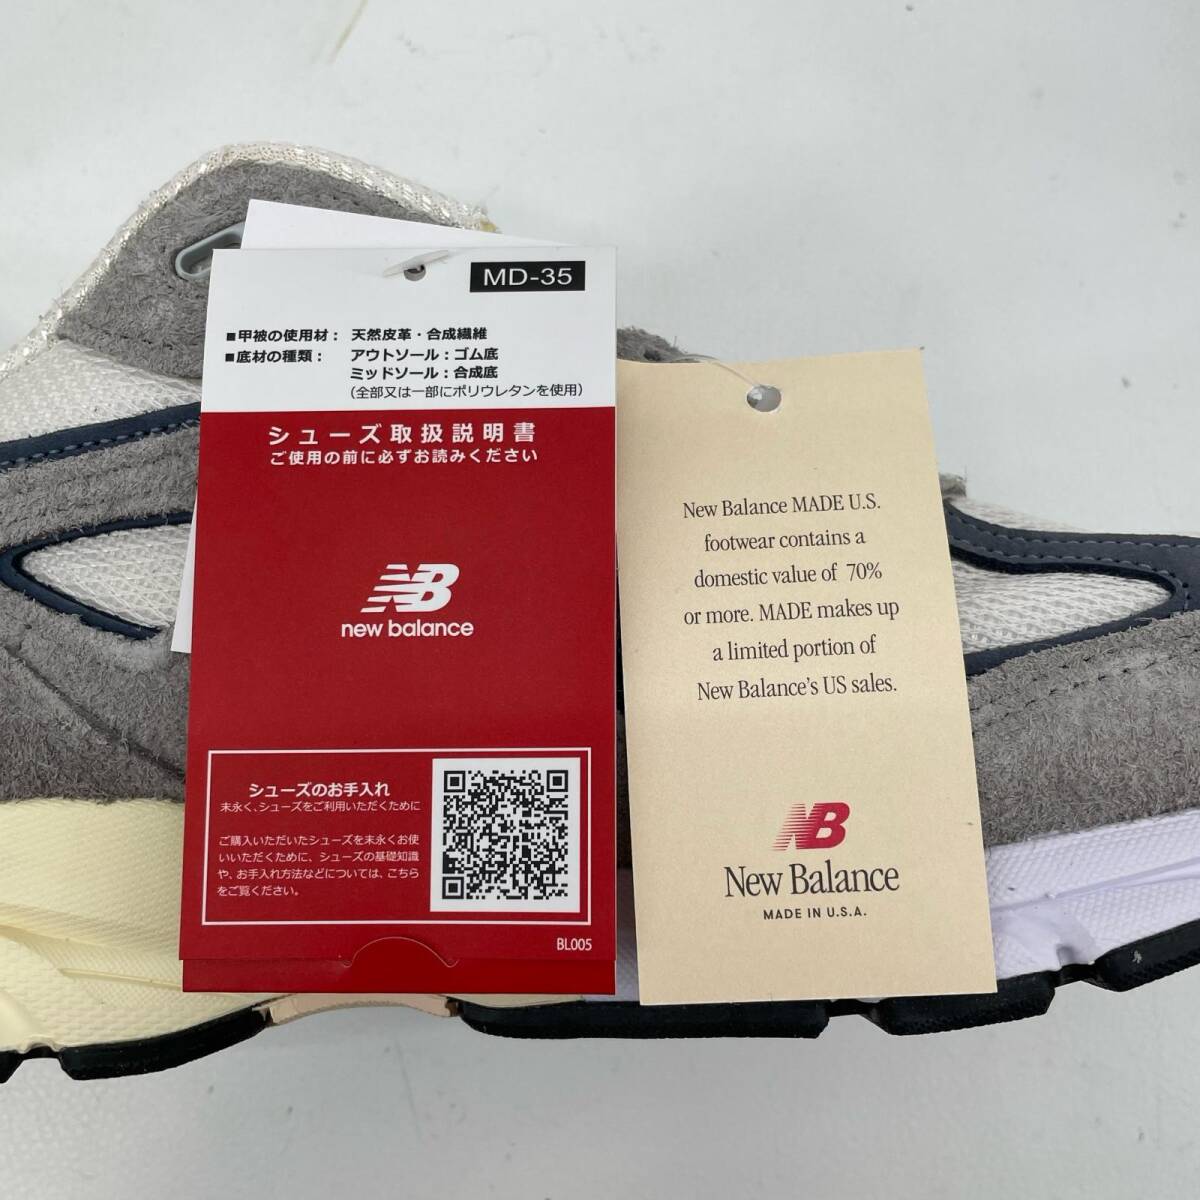 MD-35
■甲被の使用材： 天然皮革・合成繊維
■底材の種類： アウトソール：ゴム底
ミッドソール：合成底
（全部又は一部にポリウレタンを使用）
シューズ取扱説明書
ご使用の前に必ずお読みください
NB
new balance
シューズのお手入れ
末永く、シューズをご利用いただくために
ご購入いただいたシューズを末永くお使
いいただくために、シューズの基礎知識
や、お手入れ方法などについては、こちら
をご覧ください。
BL005
New Balance MADE U.S.
footwear contains a
domestic value of 70%
or more. MADE makes up
a limited portion of
New Balance's US sales.
NB
New Balance
MADE IN U.S.A.